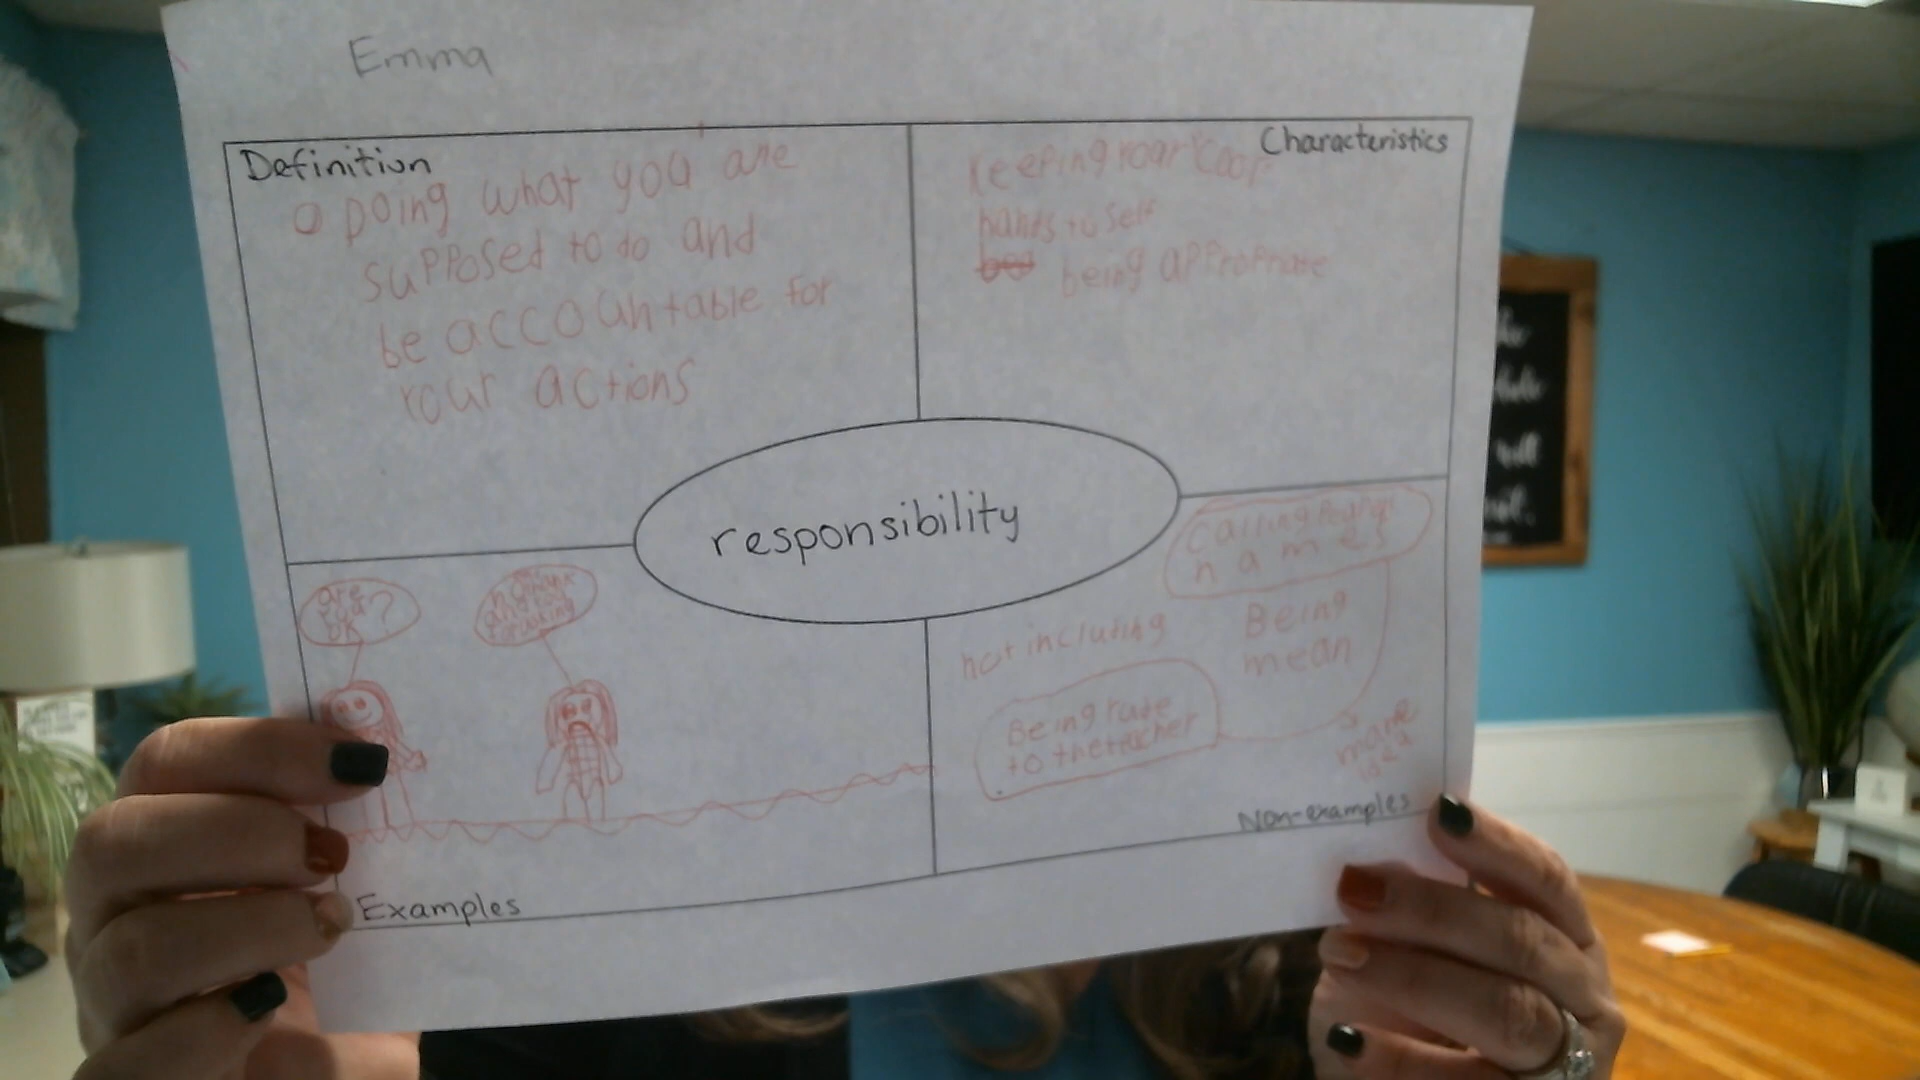 Emma
Definition
Doing what you are
supposed to do and
be accountable for
your actions
Characteristics
Keeping your cool
hands to self
being appropriate
responsibility
are
you
ok?
calling
names
not including
Being
mean
Being rude
to the teacher
Non-examples
Examples
will